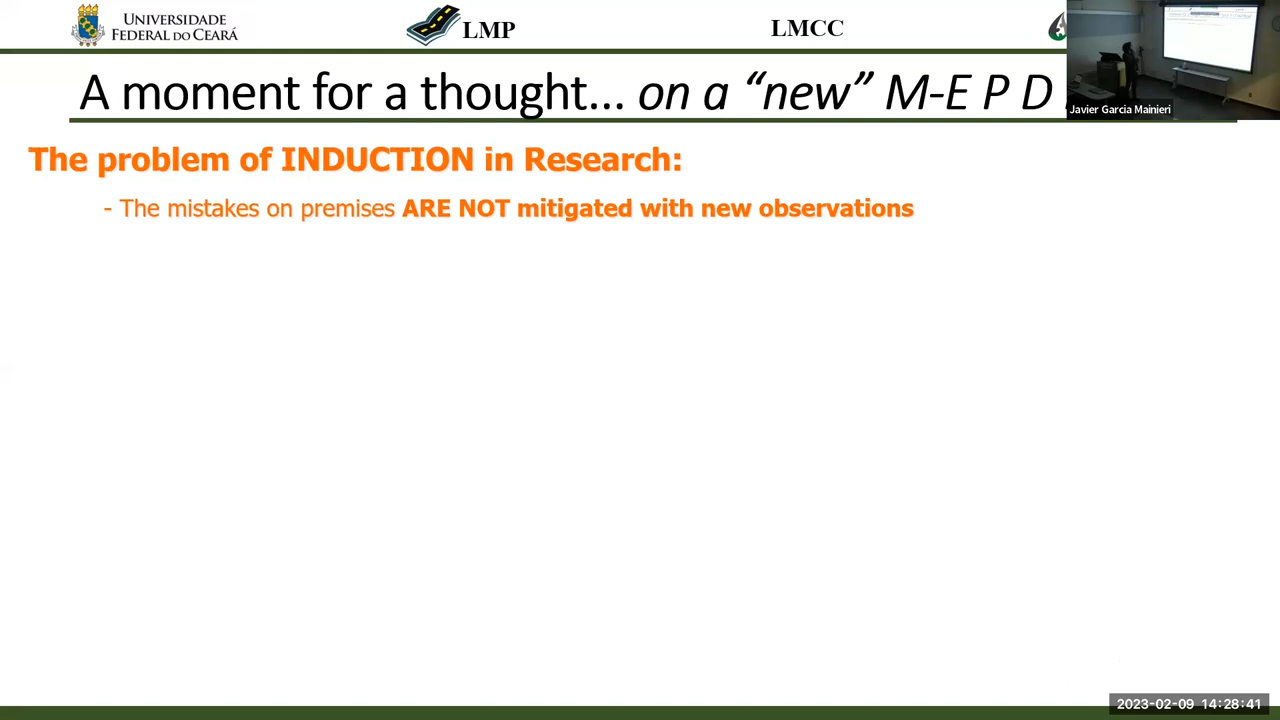 UNIVERSIDADE
FEDERAL DO CEARÁ
LMP
LMCC
A moment for a thought... on a “new” M-E P D
Javier Garcia Mainieri
The problem of INDUCTION in Research:
- The mistakes on premises ARE NOT mitigated with new observations
2023-02-09 14:28:41